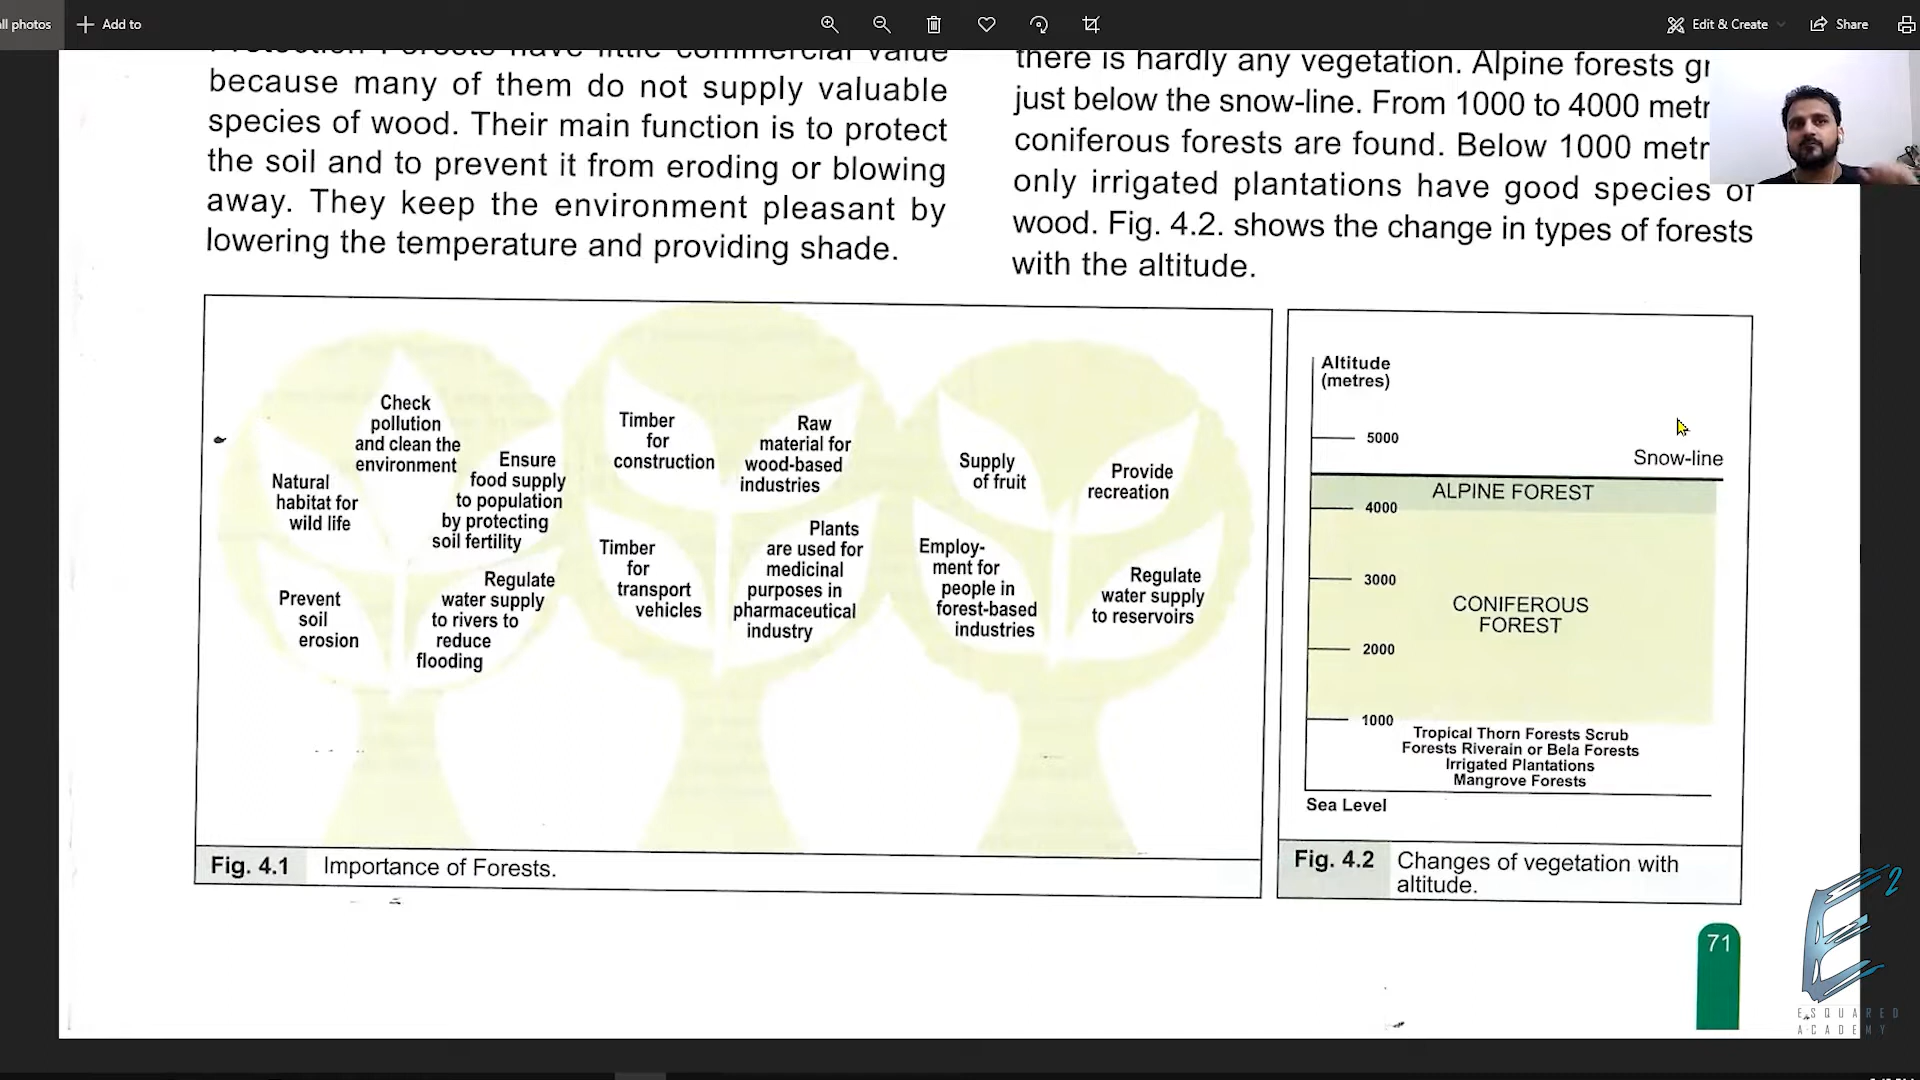 ll photos
Add to
Edit & Create
Share
Protection Forests have little commercial value
because many of them do not supply valuable
species of wood. Their main function is to protect
the soil and to prevent it from eroding or blowing
away. They keep the environment pleasant by
lowering the temperature and providing shade.
there is hardly any vegetation. Alpine forests gr
just below the snow-line. From 1000 to 4000 metr
coniferous forests are found. Below 1000 metr
only irrigated plantations have good species of
wood. Fig. 4.2. shows the change in types of forests
with the altitude.
Check
pollution
and clean the
environment
Natural
habitat for
wild life
Ensure
food supply
to population
by protecting
soil fertility
Prevent
soil
erosion
Regulate
water supply
to rivers to
reduce
flooding
Timber
for
construction
Raw
material for
wood-based
industries
Timber
for
transport
vehicles
Plants
are used for
medicinal
purposes in
pharmaceutical
industry
Supply
of fruit
Provide
recreation
Employ-
ment for
people in
forest-based
industries
Regulate
water supply
to reservoirs
Fig. 4.1 Importance of Forests.
Altitude
(metres)
5000
Snow-line
ALPINE FOREST
4000
3000
CONIFEROUS
FOREST
2000
1000
Tropical Thorn Forests Scrub
Forests Riverain or Bela Forests
Irrigated Plantations
Mangrove Forests
Sea Level
Fig. 4.2 Changes of vegetation with
altitude.
71
E2
ESQUARED
ACADEMY